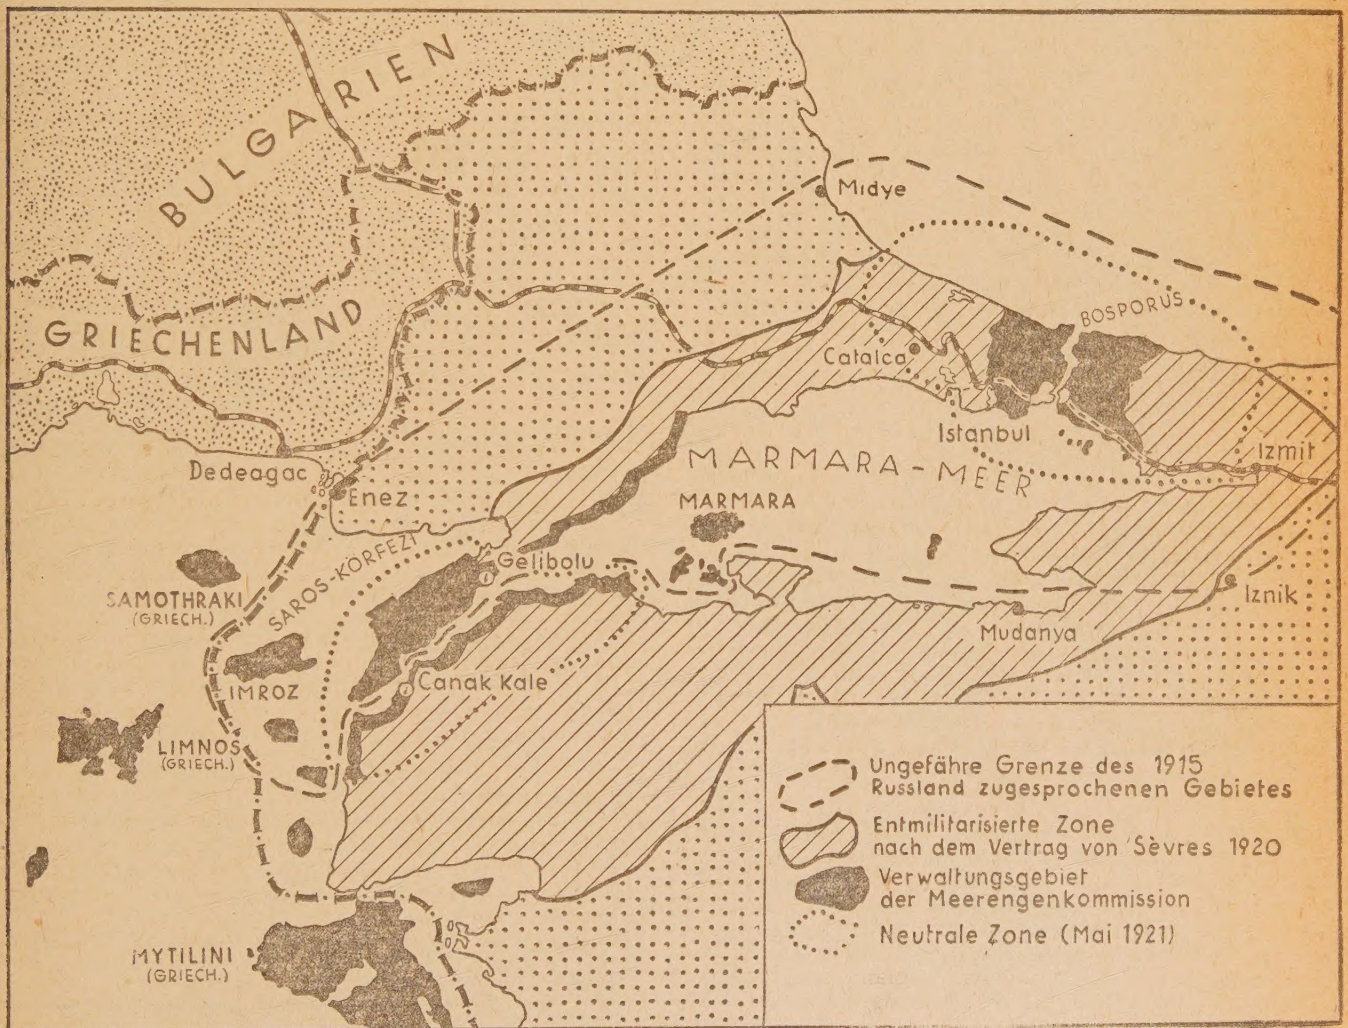 BULGARIEN
Midye
GRIECHENLAND
BOSPORUS
Catalca
Istanbul
Izmit
MARMARA-MEER
Dedeagac
Enez
MARMARA
SAROS-KÖRFEZI
Gelibolu
SAMOTHRAKI
(GRIECH.)
Iznik
Mudanya
IMROZ
Canak Kale
LIMNOS
(GRIECH.)
MYTILINI
(GRIECH.)
Ungefähre Grenze des 1915
Russland zugesprochenen Gebietes
Entmilitarisierte Zone
nach dem Vertrag von Sèvres 1920
Verwaltungsgebiet
der Meerengenkommission
Neutrale Zone (Mai 1921)